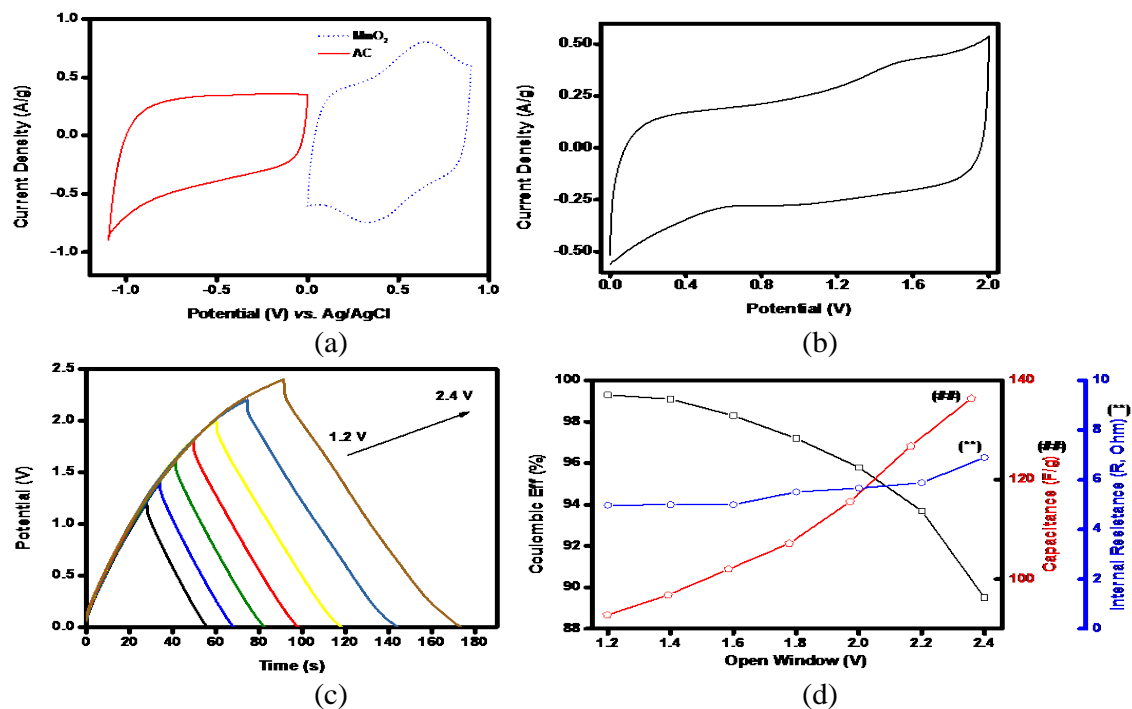 MnO2
AC
1.0
0.5
0.0
-0.5
-1.0
Current Density (A/g)
-1.0 -0.5 0.0 0.5 1.0
Potential (V) vs. Ag/AgCl
(a)
0.50
0.25
0.00
-0.25
-0.50
Current Density (A/g)
0.0 0.4 0.8 1.2 1.6 2.0
Potential (V)
(b)
2.5
2.0
1.5
1.0
0.5
0.0
Potential (V)
2.4 V
1.2 V
0 20 40 60 80 100 120 140 160 180
Time (s)
(c)
100
98
96
94
92
90
88
Coulombic Eff (%)
(##)
(**)
140
120
100
Capacitance (F/g) (##)
10
8
6
4
2
0
Internal Resistance (R, Ohm) (**)
1.2 1.4 1.6 1.8 2.0 2.2 2.4
Open Window (V)
(d)